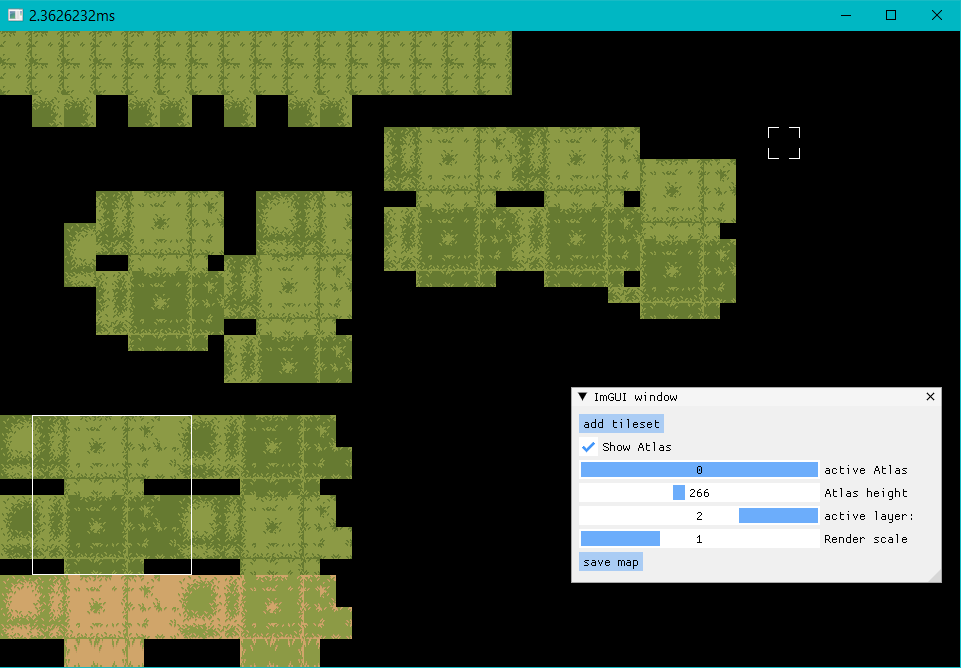 2.3626232ms
ImGUI window
add tileset
Show Atlas
0 active Atlas
266 Atlas height
2 active layer:
1 Render scale
save map